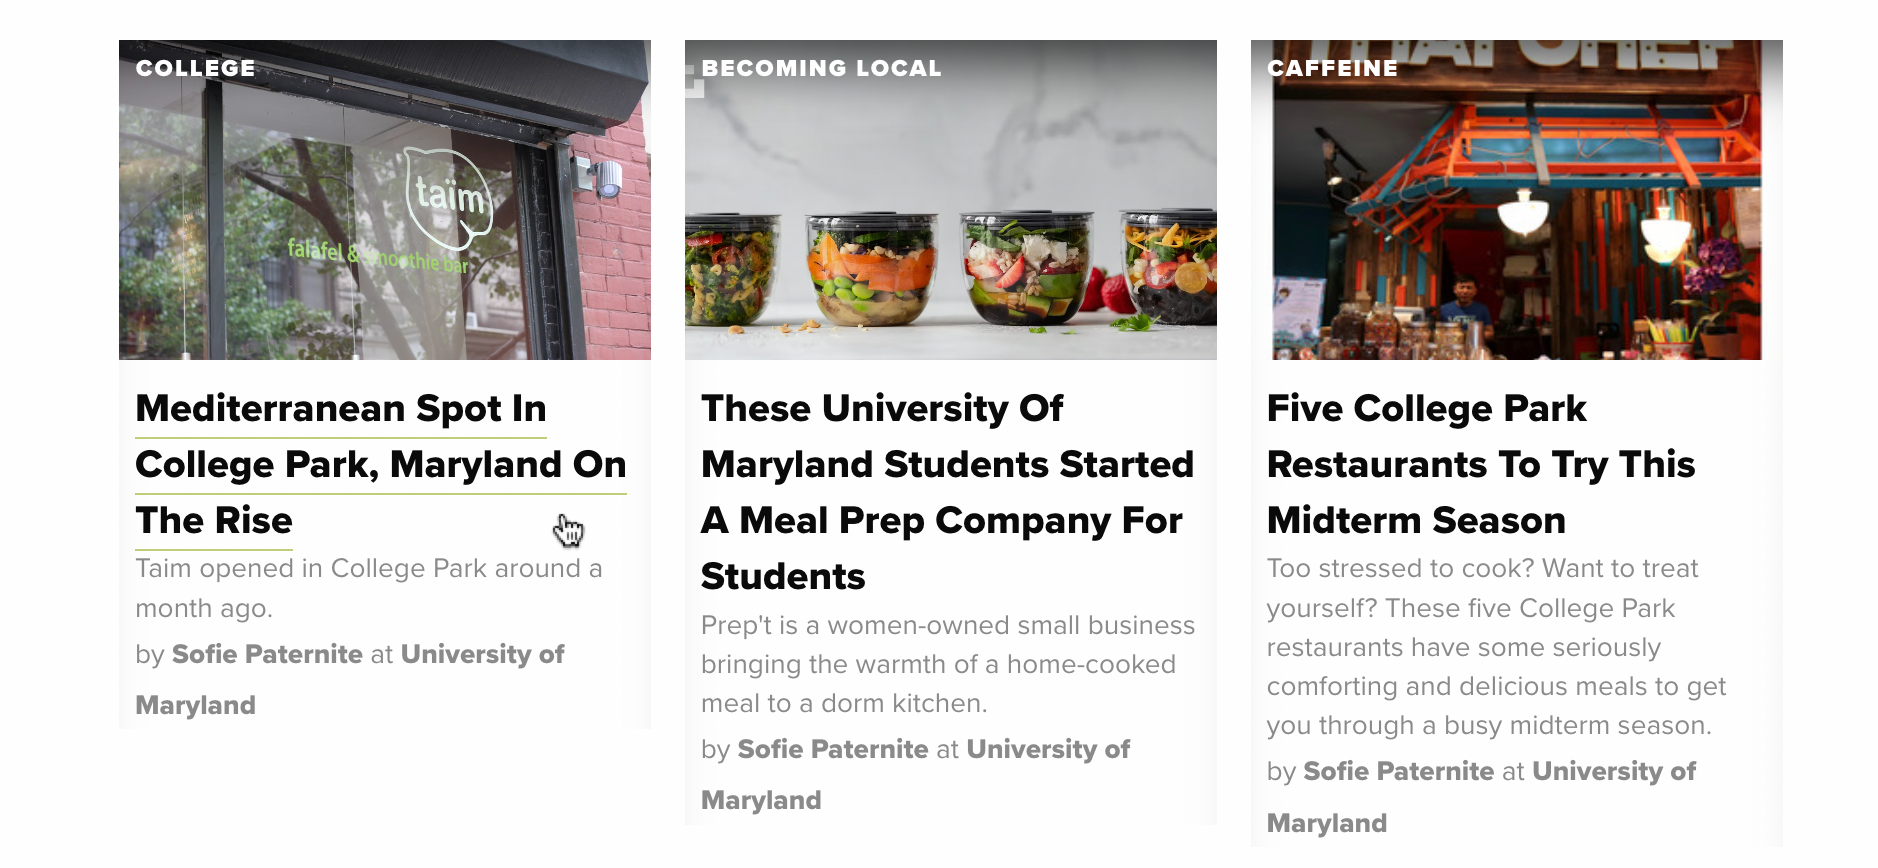 COLLEGE
taïm
falafel & smoothie bar
Mediterranean Spot In
College Park, Maryland On
The Rise
Taim opened in College Park around a
month ago.
by Sofie Paternite at University of
Maryland
BECOMING LOCAL
These University Of
Maryland Students Started
A Meal Prep Company For
Students
Prep't is a women-owned small business
bringing the warmth of a home-cooked
meal to a dorm kitchen.
by Sofie Paternite at University of
Maryland
THAI CHEF
CAFFEINE
Five College Park
Restaurants To Try This
Midterm Season
Too stressed to cook? Want to treat
yourself? These five College Park
restaurants have some seriously
comforting and delicious meals to get
you through a busy midterm season.
by Sofie Paternite at University of
Maryland